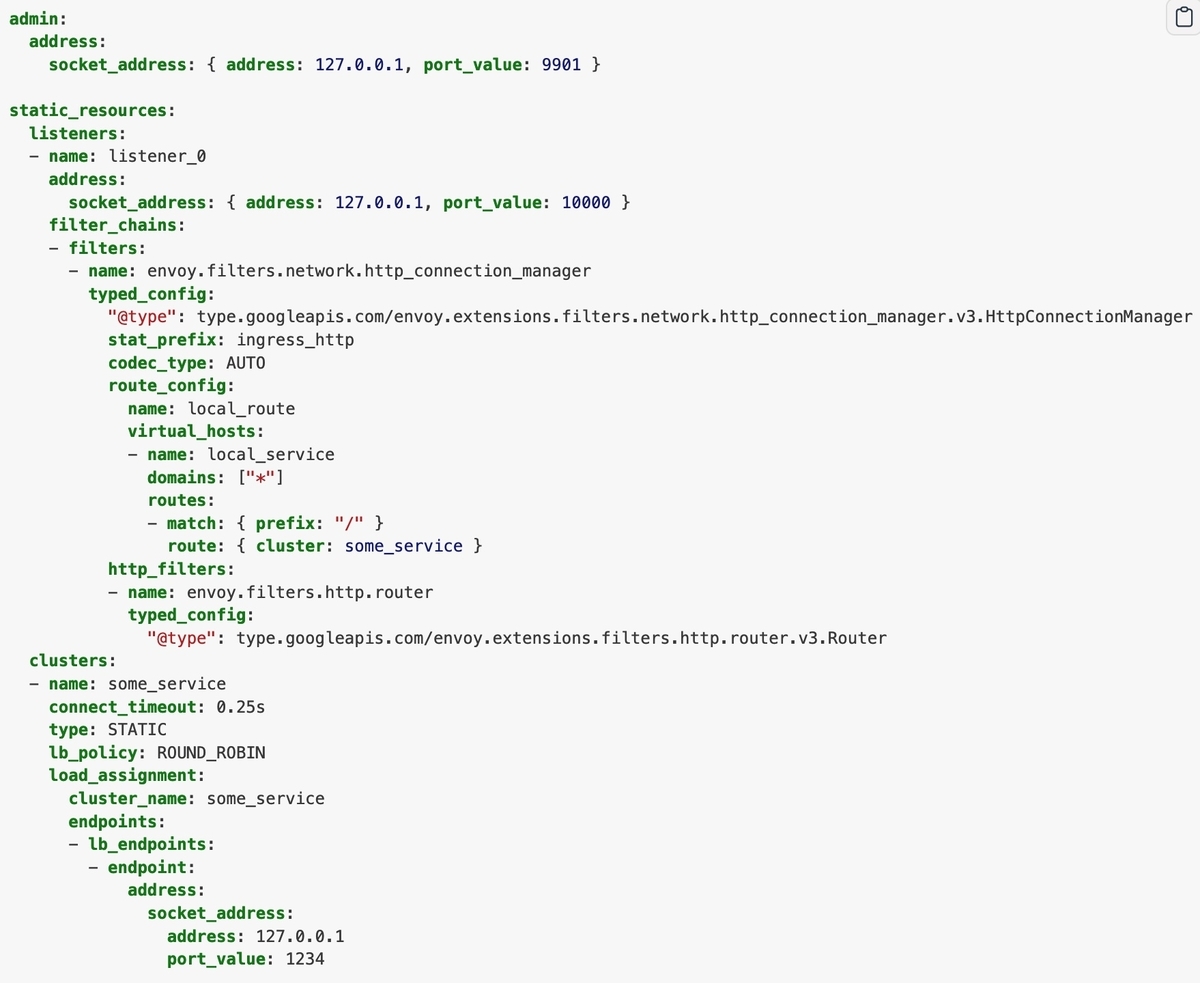 admin:
  address:
    socket_address: { address: 127.0.0.1, port_value: 9901 }

static_resources:
  listeners:
  - name: listener_0
    address:
      socket_address: { address: 127.0.0.1, port_value: 10000 }
    filter_chains:
    - filters:
      - name: envoy.filters.network.http_connection_manager
        typed_config:
          "@type": type.googleapis.com/envoy.extensions.filters.network.http_connection_manager.v3.HttpConnectionManager
          stat_prefix: ingress_http
          codec_type: AUTO
          route_config:
            name: local_route
            virtual_hosts:
            - name: local_service
              domains: ["*"]
              routes:
              - match: { prefix: "/" }
                route: { cluster: some_service }
          http_filters:
          - name: envoy.filters.http.router
            typed_config:
              "@type": type.googleapis.com/envoy.extensions.filters.http.router.v3.Router
  clusters:
  - name: some_service
    connect_timeout: 0.25s
    type: STATIC
    lb_policy: ROUND_ROBIN
    load_assignment:
      cluster_name: some_service
      endpoints:
      - lb_endpoints:
        - endpoint:
            address:
              socket_address:
                address: 127.0.0.1
                port_value: 1234